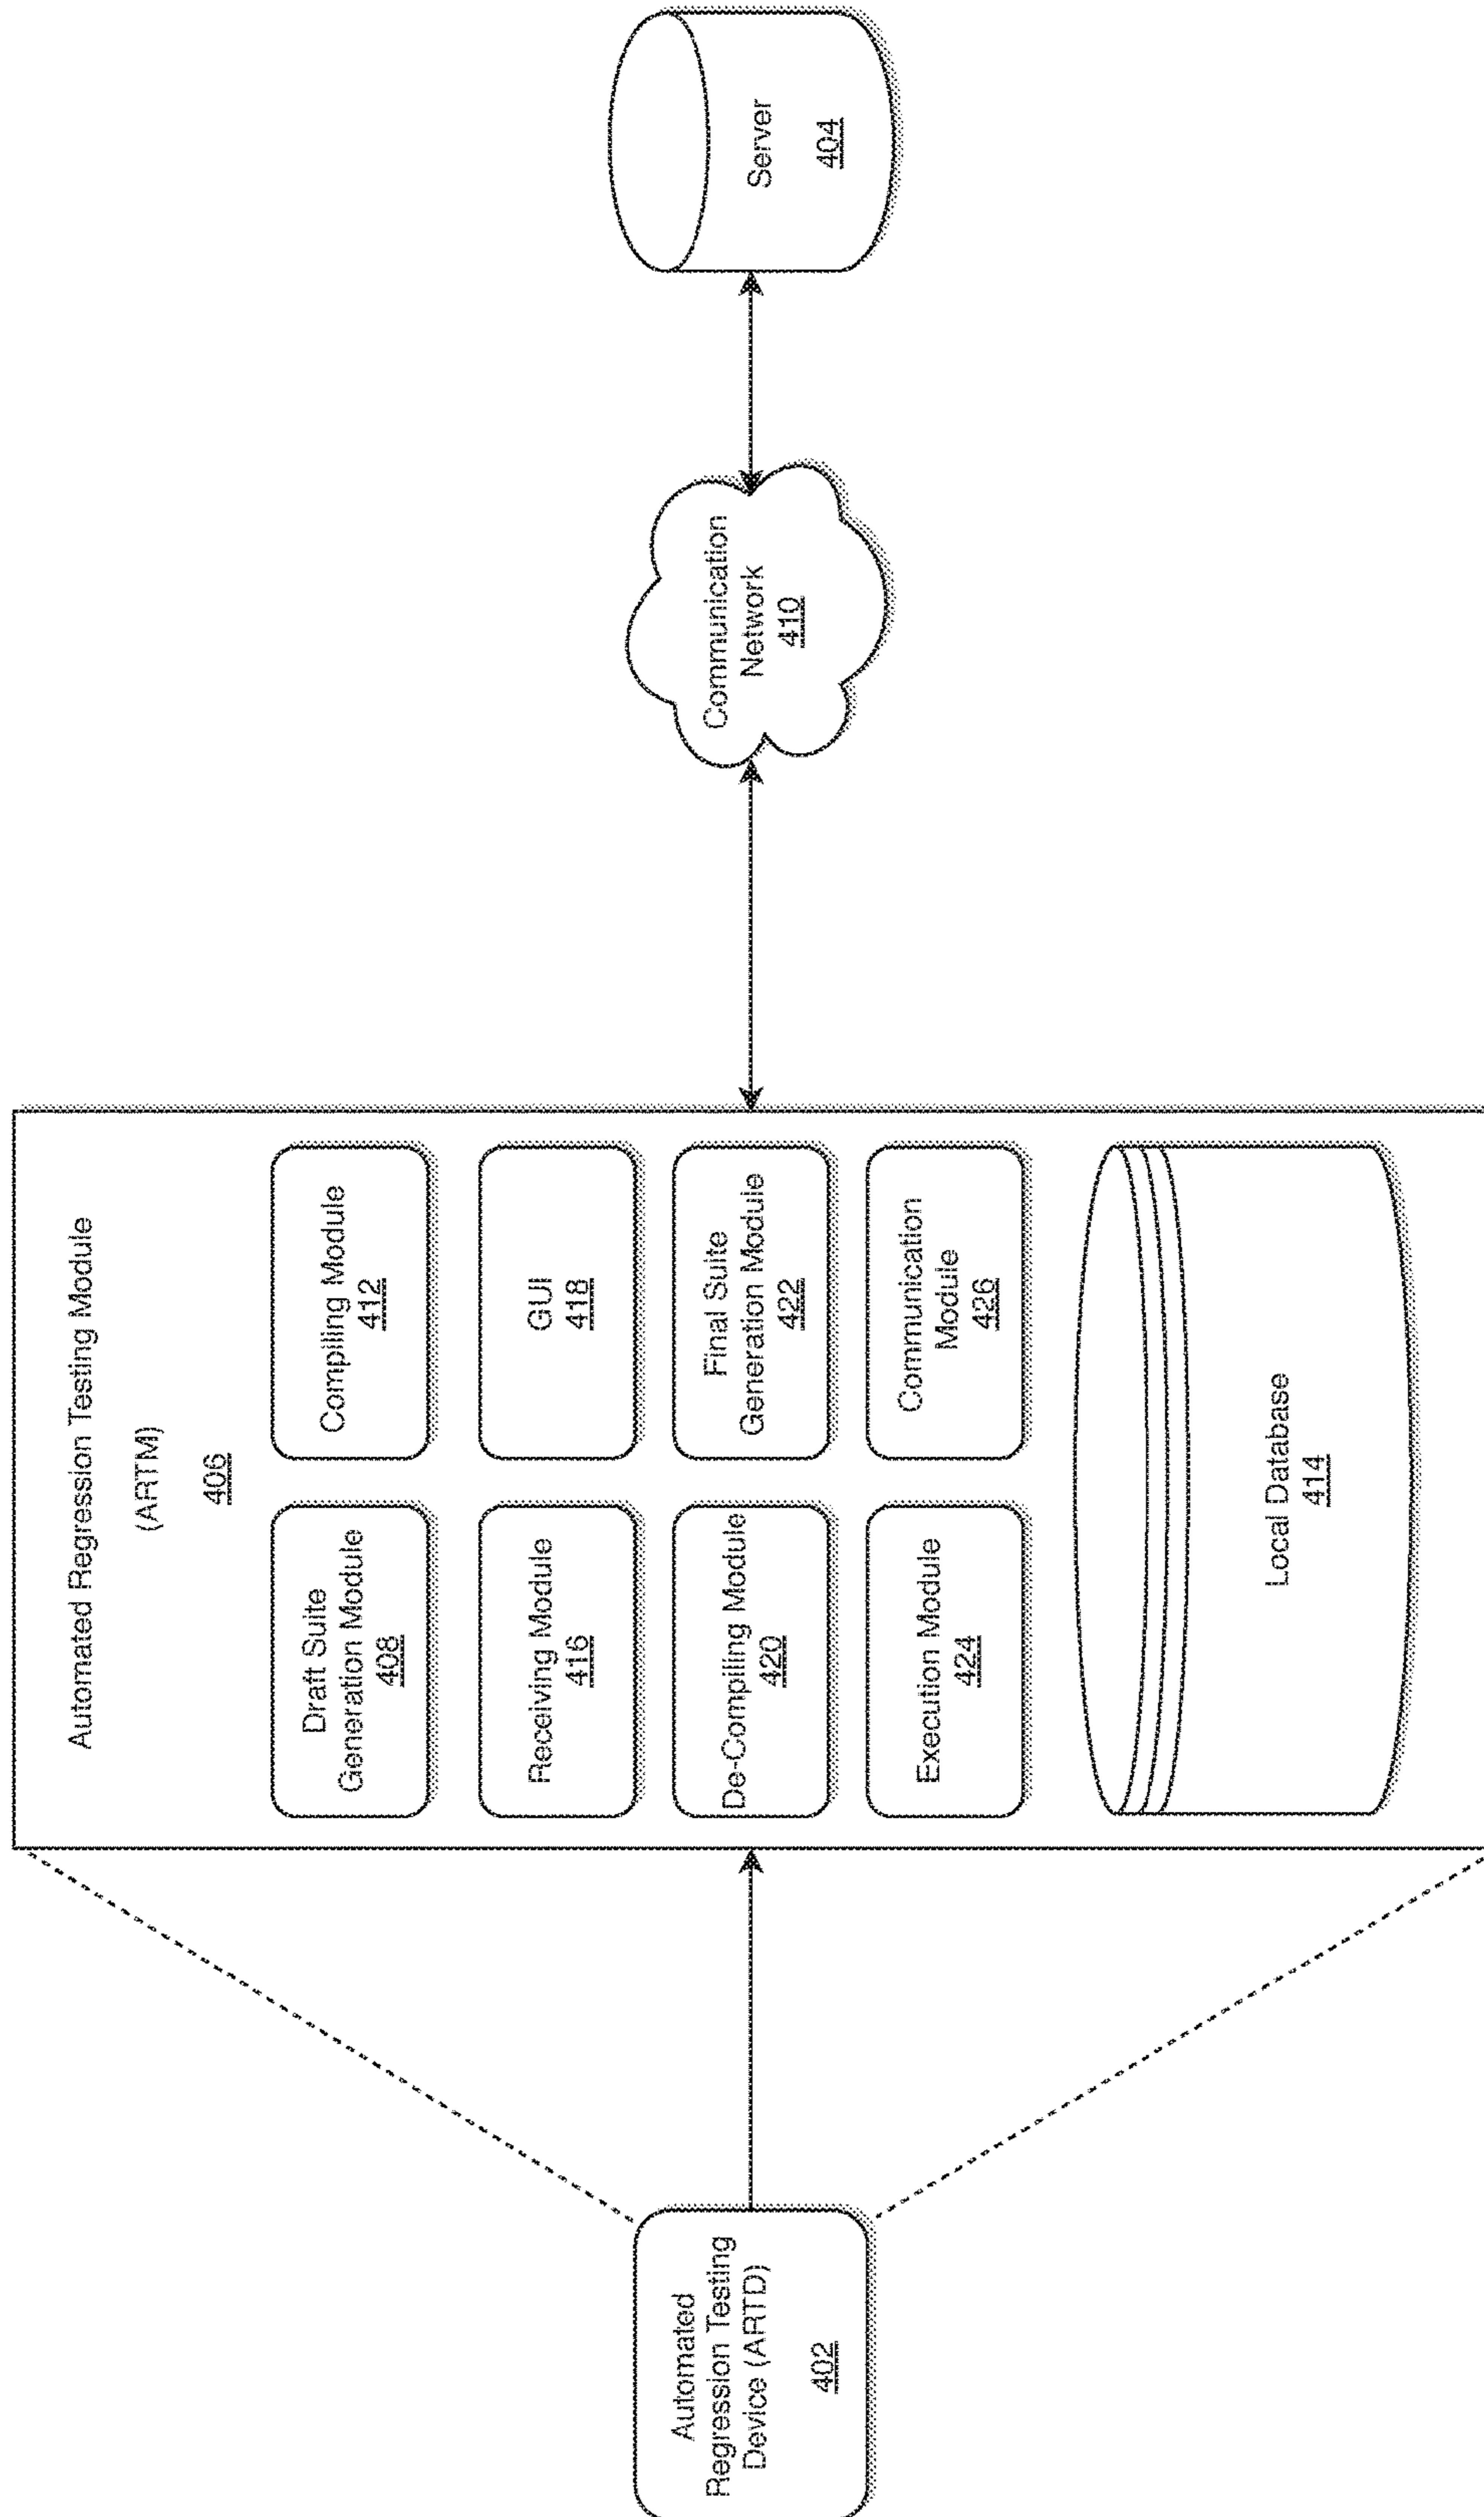 Automated
Regression Testing
Device (ARTD)
402
Automated Regression Testing Module
(ARTM)
406
Draft Suite
Generation Module
408
Compiling Module
412
Receiving Module
416
GUI
418
De-Compiling Module
420
Final Suite
Generation Module
422
Execution Module
424
Communication
Module
426
Local Database
414
Communication
Network
410
Server
404